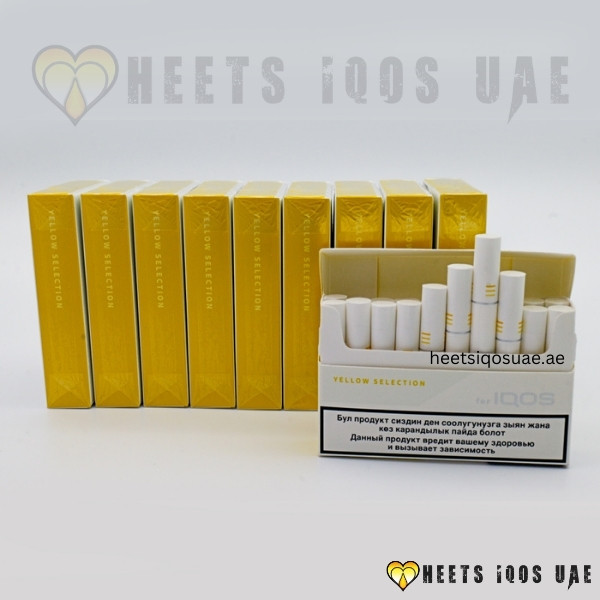 HEETS iQOS UAE
YELLOW SELECTION
YELLOW SELECTION
YELLOW SELECTION
YELLOW SELECTION
YELLOW SELECTION
YELLOW SELECTION
heetsiqosuae.ae
YELLOW SELECTION
for IQOS
Бул продукт сиздин ден соолугунузга зыян жана
кез карандылык пайда болот
Данный продукт вредит вашему здоровью
и вызывает зависимость
HEETS iQOS UAE